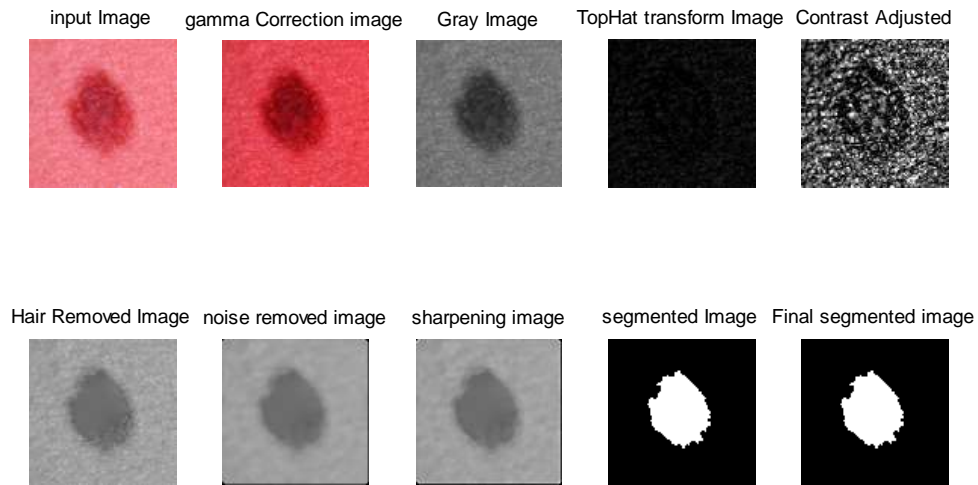 input Image
gamma Correction image
Gray Image
TopHat transform Image
Contrast Adjusted
Hair Removed Image
noise removed image
sharpening image
segmented Image
Final segmented image